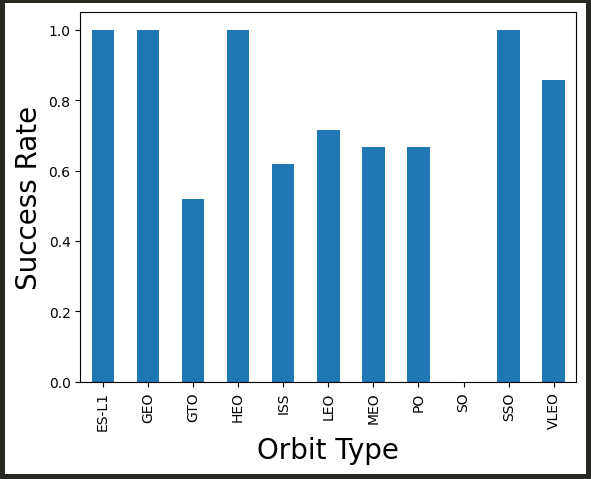 1.0
0.8
0.6
0.4
0.2
0.0
Success Rate
ES-L1
GEO
GTO
HEO
ISS
LEO
MEO
PO
SO
SSO
VLEO
Orbit Type